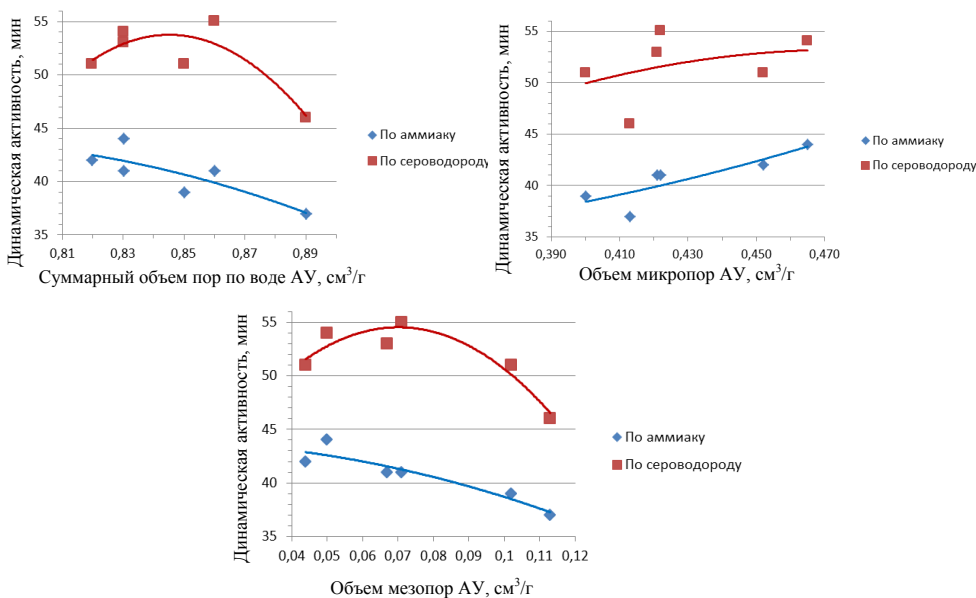 Динамическая активность, мин
55
50
45
40
35
0,81
0,83
0,85
0,87
0,89
По аммиаку
По сероводороду
Суммарный объем пор по воде АУ, см³/г
Динамическая активность, мин
55
50
45
40
35
0,390
0,410
0,430
0,450
0,470
По аммиаку
По сероводороду
Объем микропор АУ, см³/г
Динамическая активность, мин
55
50
45
40
35
0,04 0,05 0,06 0,07 0,08 0,09 0,1 0,11 0,12
По аммиаку
По сероводороду
Объем мезопор АУ, см³/г